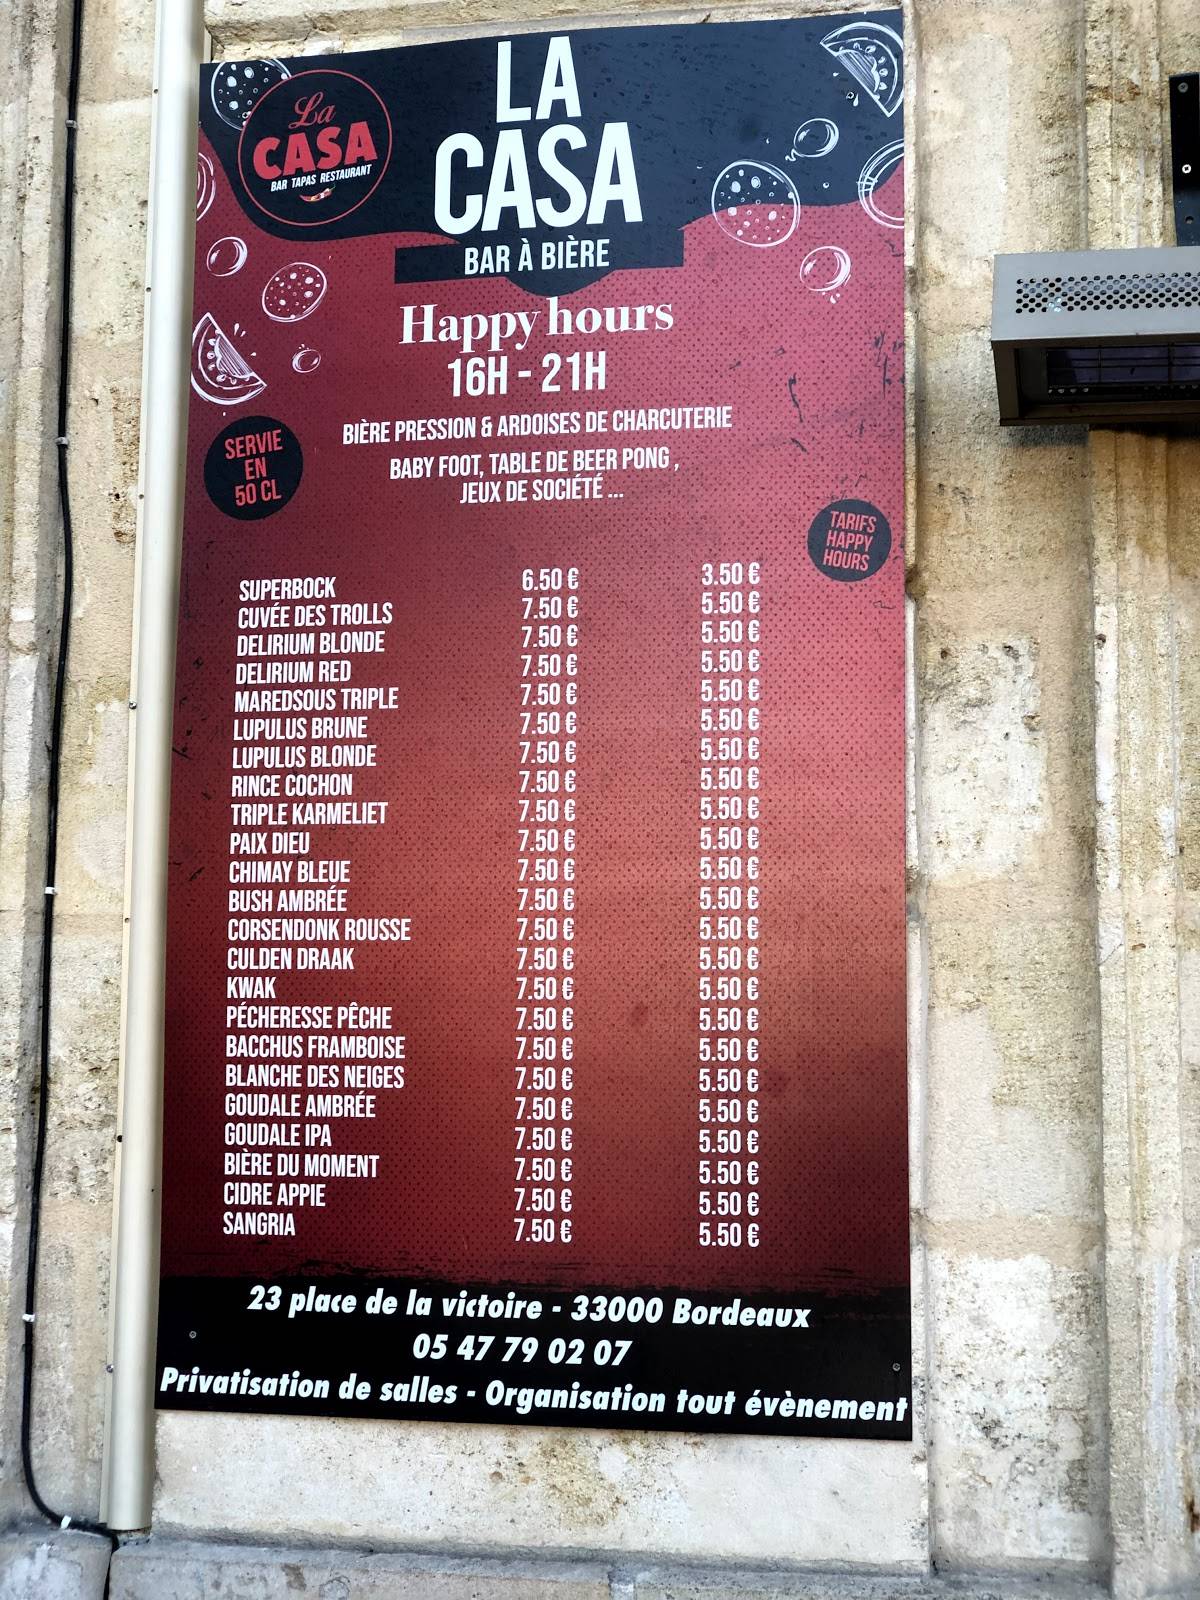 La
CASA
BAR TAPAS RESTAURANT
LA
CASA
BAR À BIÈRE
Happy hours
16H - 21H
BIÈRE PRESSION & ARDOISES DE CHARCUTERIE
BABY FOOT, TABLE DE BEER PONG ,
JEUX DE SOCIÉTÉ ...
SERVIE
EN
50 CL
TARIFS
HAPPY
HOURS
SUPERBOCK 6.50 € 3.50 €
CUVÉE DES TROLLS 7.50 € 5.50 €
DELIRIUM BLONDE 7.50 € 5.50 €
DELIRIUM RED 7.50 € 5.50 €
MAREDSOUS TRIPLE 7.50 € 5.50 €
LUPULUS BRUNE 7.50 € 5.50 €
LUPULUS BLONDE 7.50 € 5.50 €
RINCE COCHON 7.50 € 5.50 €
TRIPLE KARMELIET 7.50 € 5.50 €
PAIX DIEU 7.50 € 5.50 €
CHIMAY BLEUE 7.50 € 5.50 €
BUSH AMBRÉE 7.50 € 5.50 €
CORSENDONK ROUSSE 7.50 € 5.50 €
CULDEN DRAAK 7.50 € 5.50 €
KWAK 7.50 € 5.50 €
PÉCHERESSE PÊCHE 7.50 € 5.50 €
BACCHUS FRAMBOISE 7.50 € 5.50 €
BLANCHE DES NEIGES 7.50 € 5.50 €
GOUDALE AMBRÉE 7.50 € 5.50 €
GOUDALE IPA 7.50 € 5.50 €
BIÈRE DU MOMENT 7.50 € 5.50 €
CIDRE APPIE 7.50 € 5.50 €
SANGRIA 7.50 € 5.50 €
23 place de la victoire - 33000 Bordeaux
05 47 79 02 07
Privatisation de salles - Organisation tout évènement